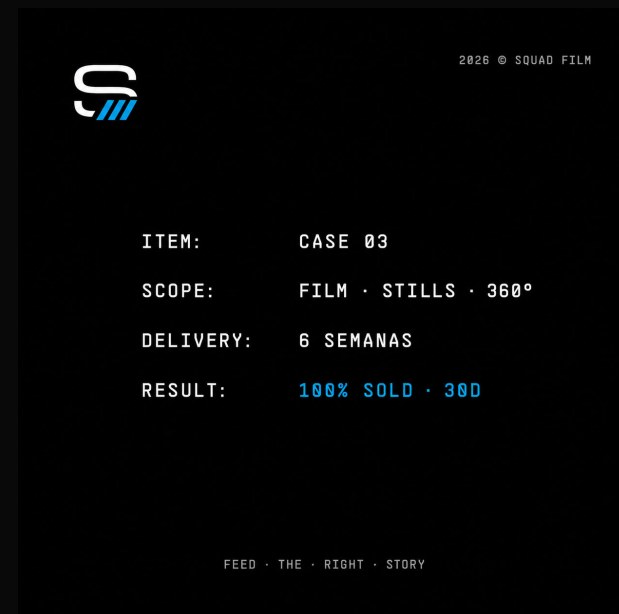 2026 © SQUAD FILM
ITEM: CASE 03
SCOPE: FILM · STILLS · 360°
DELIVERY: 6 SEMANAS
RESULT: 100% SOLD · 30D
FEED · THE · RIGHT · STORY